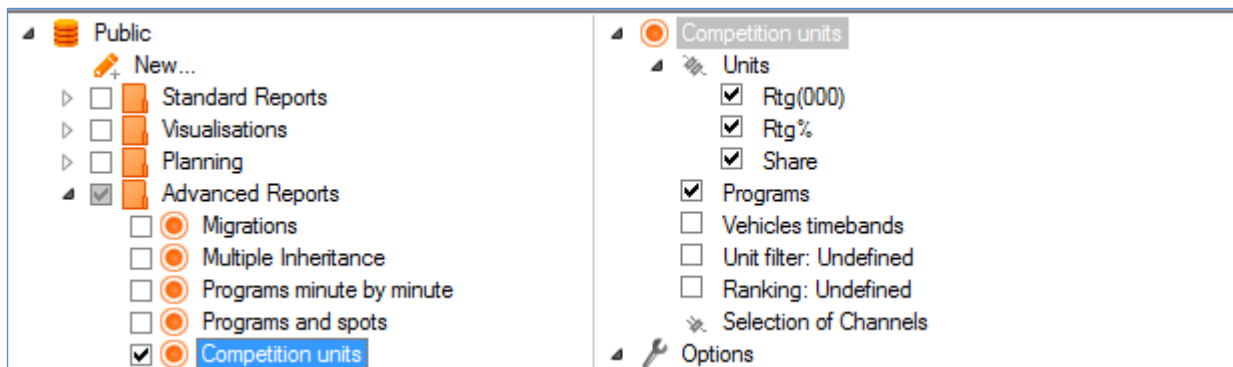 Public
New...
Standard Reports
Visualisations
Planning
Advanced Reports
Migrations
Multiple Inheritance
Programs minute by minute
Programs and spots
Competition units
Competition units
Units
Rtg(000)
Rtg%
Share
Programs
Vehicles timebands
Unit filter: Undefined
Ranking: Undefined
Selection of Channels
Options